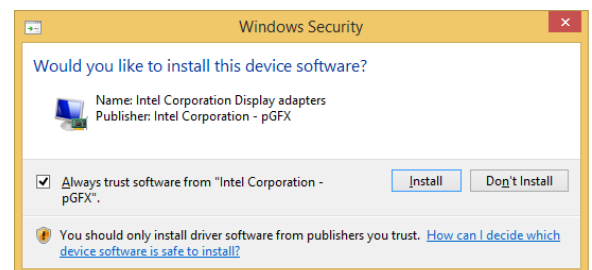 Windows Security
Would you like to install this device software?
Name: Intel Corporation Display adapters
Publisher: Intel Corporation - pGFX
Always trust software from "Intel Corporation -
pGFX".
Install
Don't Install
You should only install driver software from publishers you trust. How can I decide which
device software is safe to install?